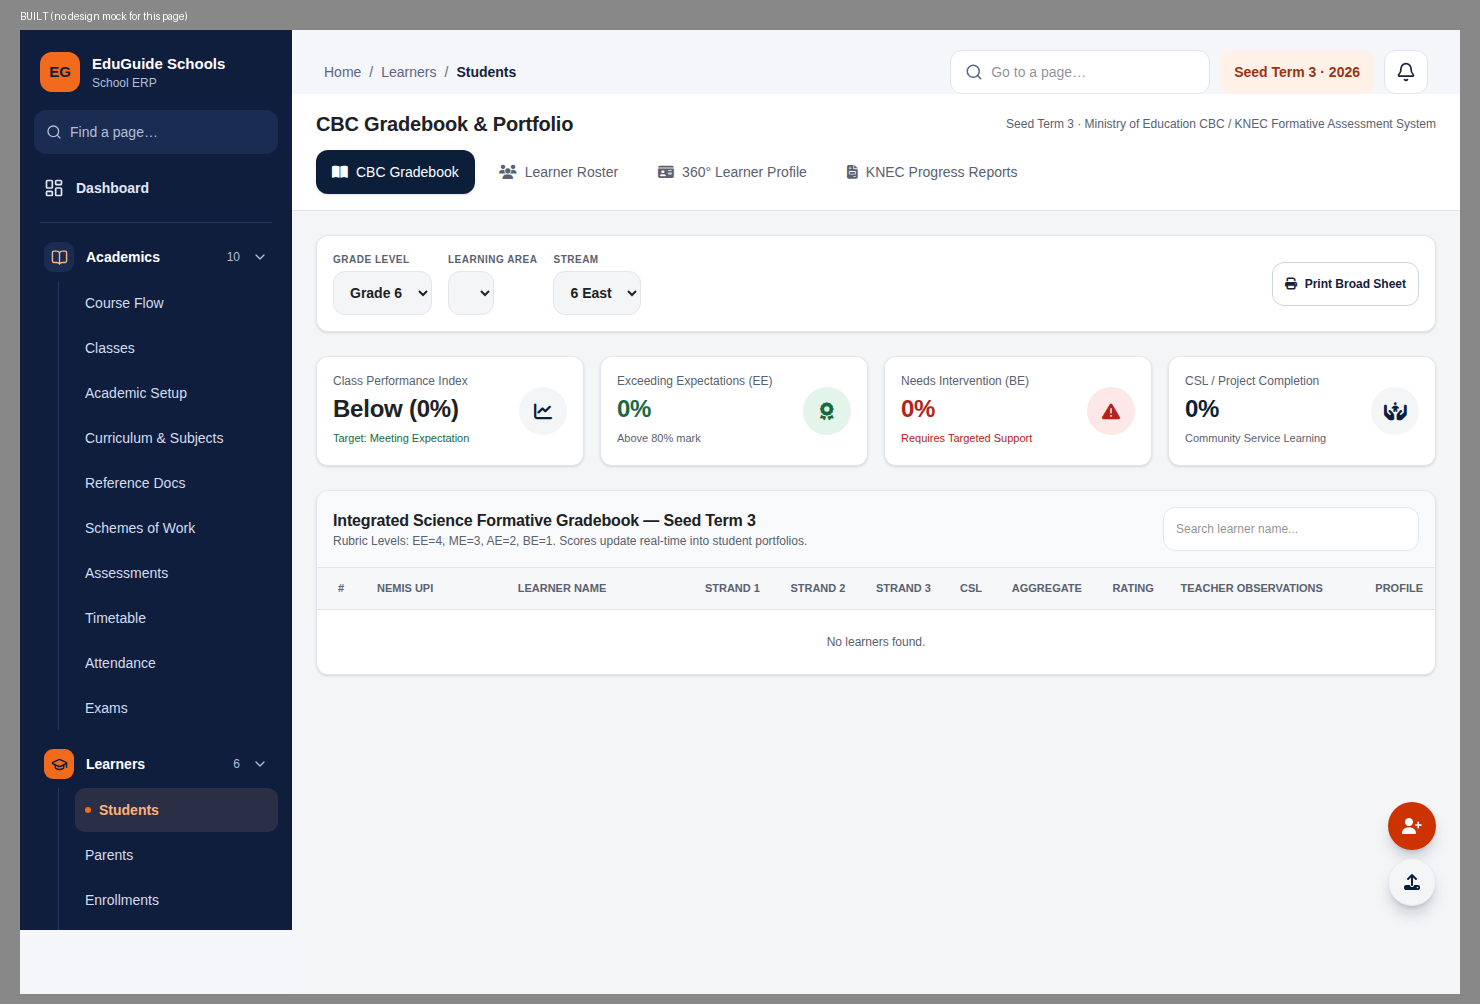 BUILT (no design mock for this page)
EG
EduGuide Schools
School ERP
Find a page…
Dashboard
Academics 10
Course Flow
Classes
Academic Setup
Curriculum & Subjects
Reference Docs
Schemes of Work
Assessments
Timetable
Attendance
Exams
Learners 6
Students
Parents
Enrollments
Home / Learners / Students
Go to a page…
Seed Term 3 · 2026
CBC Gradebook & Portfolio
Seed Term 3 · Ministry of Education CBC / KNEC Formative Assessment System
CBC Gradebook
Learner Roster
360° Learner Profile
KNEC Progress Reports
GRADE LEVEL
LEARNING AREA
STREAM
Grade 6
6 East
Print Broad Sheet
Class Performance Index
Below (0%)
Target: Meeting Expectation
Exceeding Expectations (EE)
0%
Above 80% mark
Needs Intervention (BE)
0%
Requires Targeted Support
CSL / Project Completion
0%
Community Service Learning
Integrated Science Formative Gradebook — Seed Term 3
Rubric Levels: EE=4, ME=3, AE=2, BE=1. Scores update real-time into student portfolios.
Search learner name...
# NEMIS UPI LEARNER NAME STRAND 1 STRAND 2 STRAND 3 CSL AGGREGATE RATING TEACHER OBSERVATIONS PROFILE
No learners found.